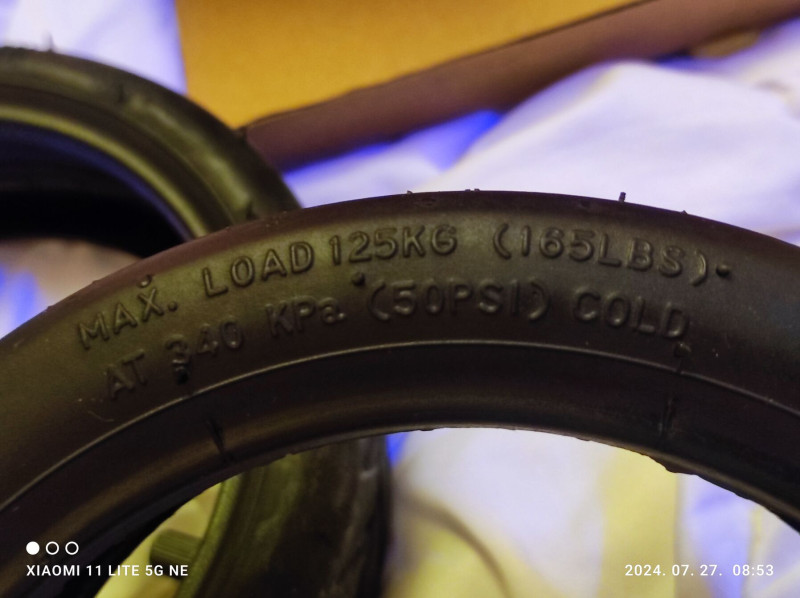 MAX. LOAD 125KG (165LBS)
AT 340 KPa (50PSI) COLD
XIAOMI 11 LITE 5G NE
2024. 07. 27. 08:53